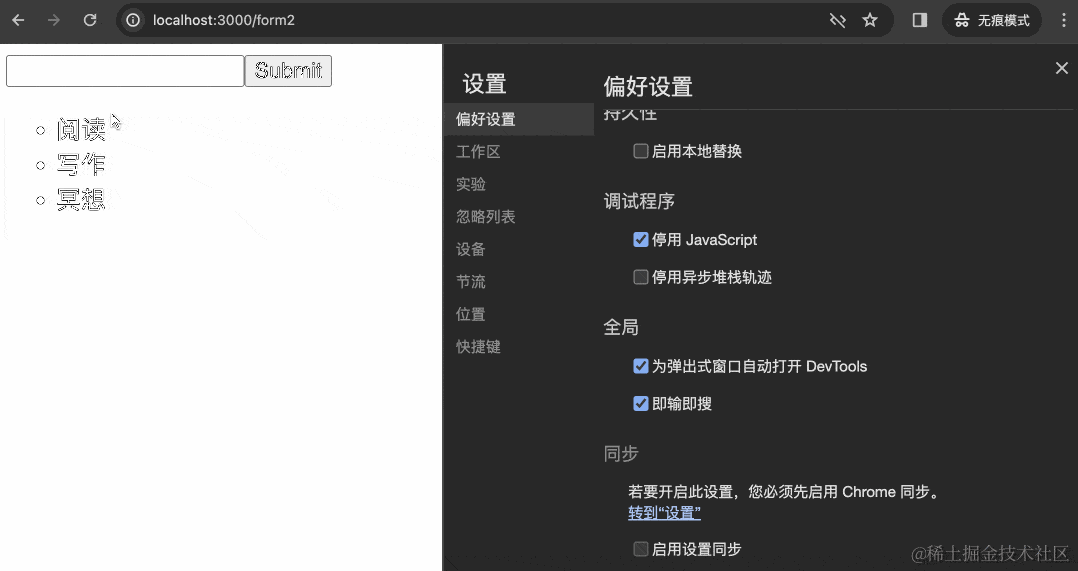 localhost:3000/form2
无痕模式
Submit
阅读
写作
冥想
设置
偏好设置
工作区
实验
忽略列表
设备
节流
位置
快捷键
偏好设置
持久性
启用本地替换
调试程序
停用 JavaScript
停用异步堆栈轨迹
全局
为弹出式窗口自动打开 DevTools
即输即搜
同步
若要开启此设置，您必须先启用 Chrome 同步。
转到“设置”
启用设置同步
@稀土掘金技术社区